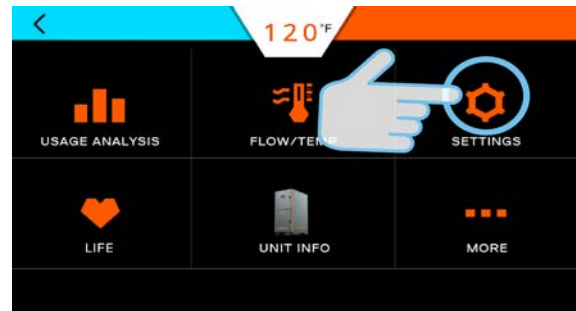 120°F
USAGE ANALYSIS
FLOW/TEMP
SETTINGS
LIFE
UNIT INFO
MORE